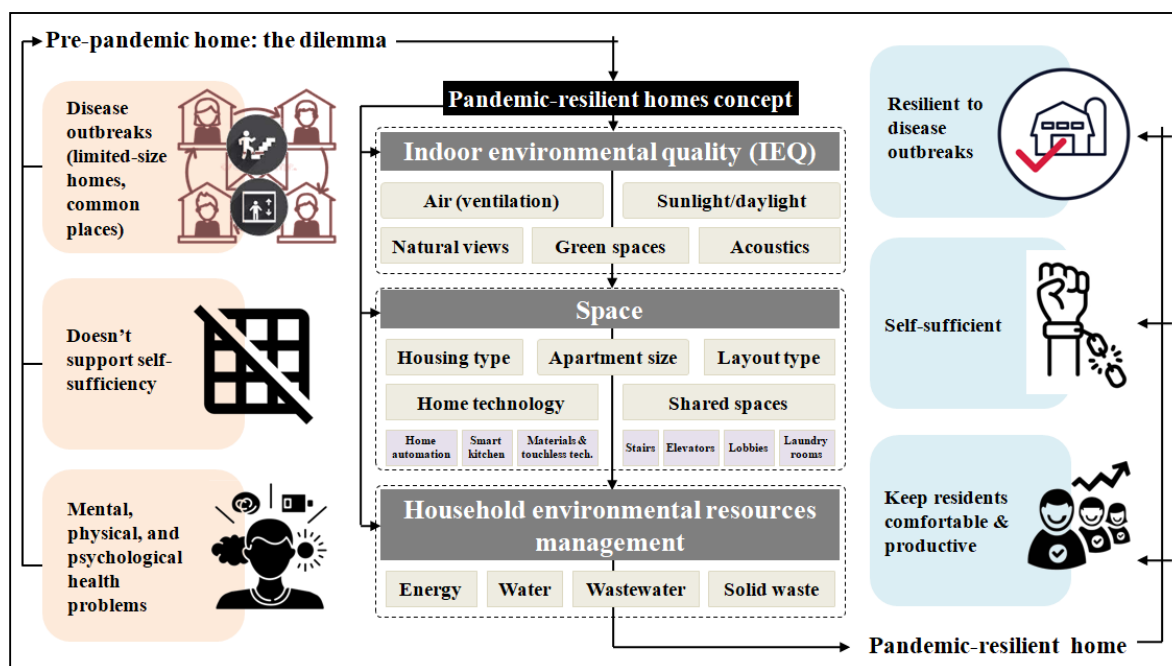 Pre-pandemic home: the dilemma
Disease
outbreaks
(limited-size
homes,
common
places)
Doesn't
support self-
sufficiency
Mental,
physical, and
psychological
health
problems
Pandemic-resilient homes concept
Indoor environmental quality (IEQ)
Air (ventilation)
Sunlight/daylight
Natural views
Green spaces
Acoustics
Space
Housing type
Apartment size
Layout type
Home technology
Shared spaces
Home
automation
Smart
kitchen
Materials &
touchless tech.
Stairs
Elevators
Lobbies
Laundry
rooms
Household environmental resources
management
Energy
Water
Wastewater
Solid waste
Resilient to
disease
outbreaks
Self-sufficient
Keep residents
comfortable &
productive
Pandemic-resilient home